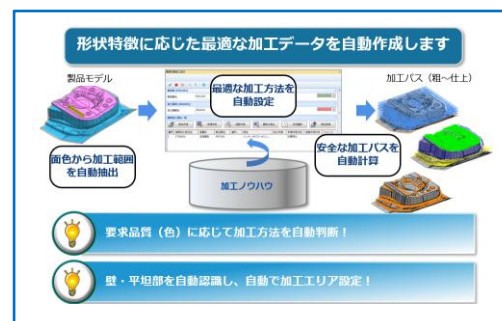 形状特徴に応じた最適な加工データを自動作成します
製品モデル
加工パス（粗～仕上）
最適な加工方法を
自動設定
面色から加工範囲
を自動抽出
安全な加工パスを
自動計算
加工ノウハウ
要求品質（色）に応じて加工方法を自動判断！
壁・平坦部を自動認識し、自動で加工エリア設定！